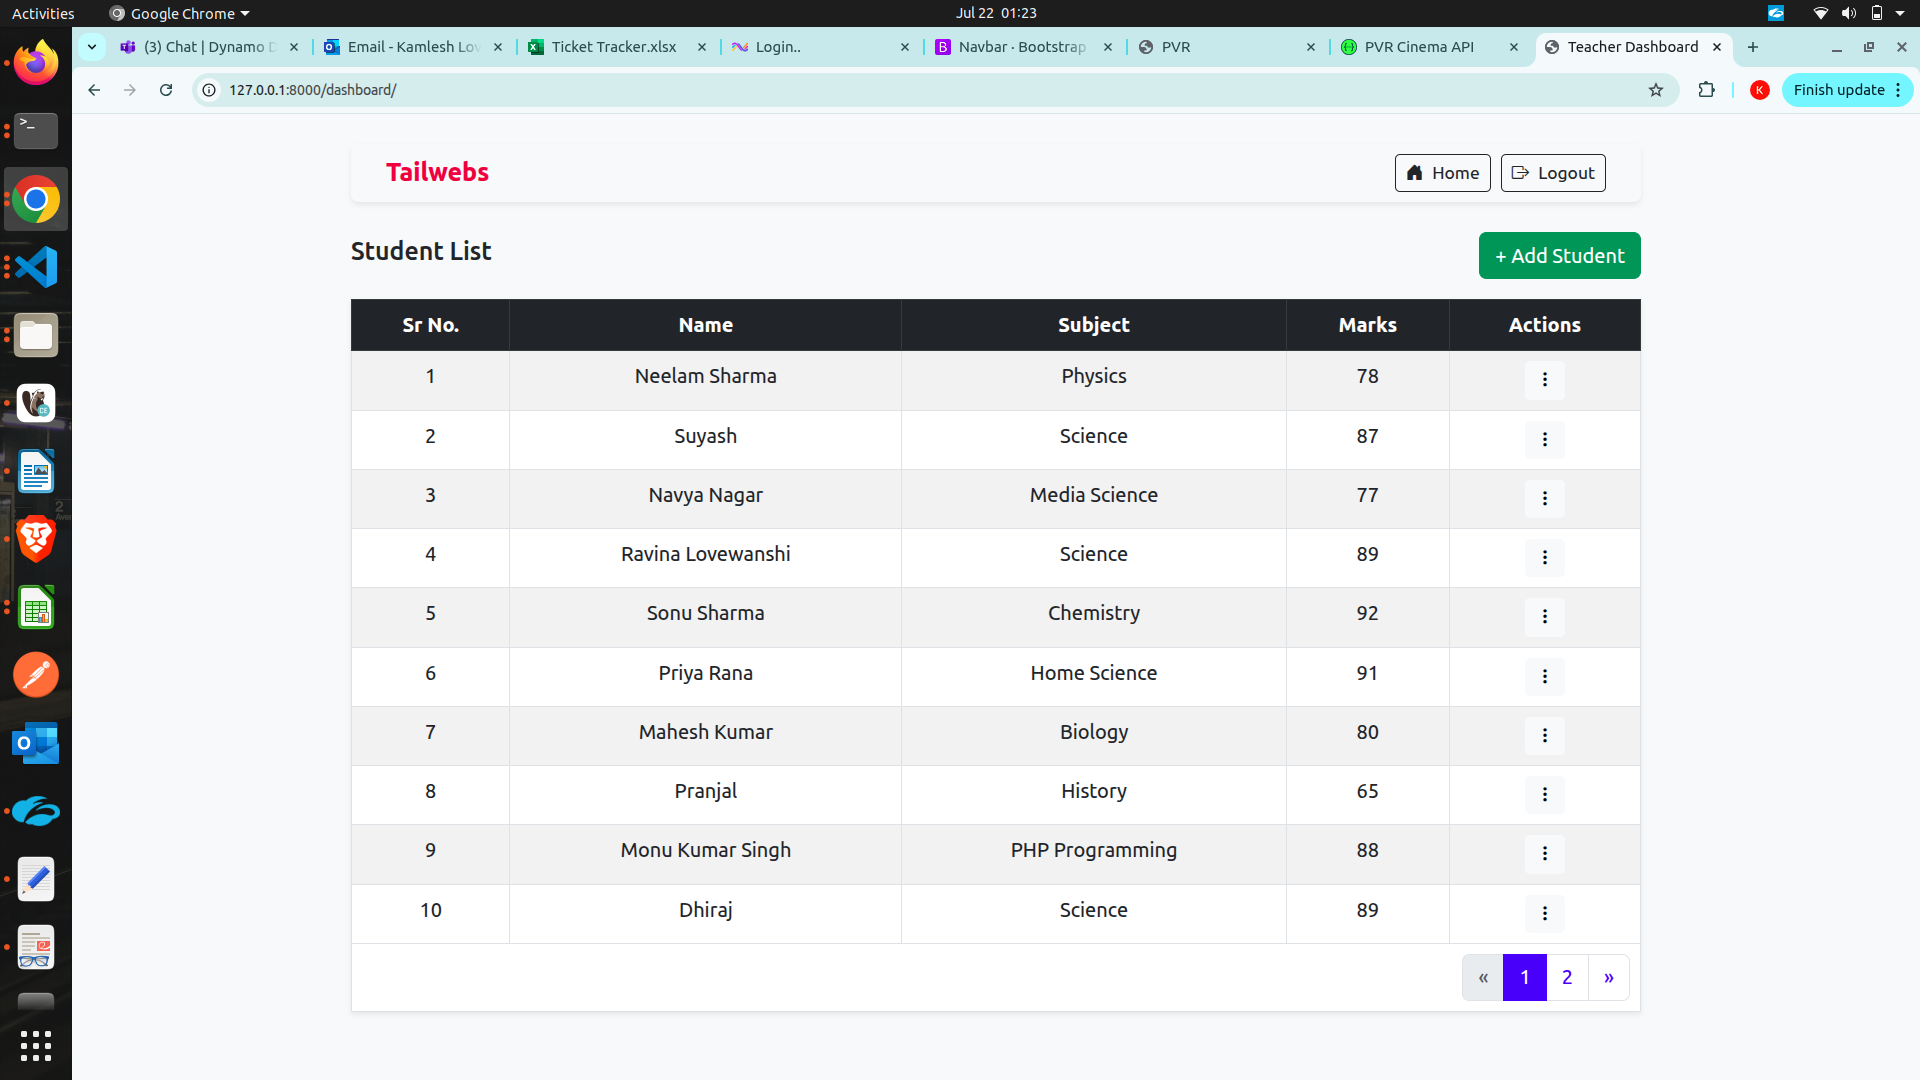 Activities Google Chrome Jul 22 01:23
(3) Chat | Dynamo D Email - Kamlesh Lov Ticket Tracker.xlsx Login.. Navbar · Bootstrap PVR PVR Cinema API Teacher Dashboard
127.0.0.1:8000/dashboard/ K Finish update
Tailwebs Home Logout
Student List + Add Student
Sr No. Name Subject Marks Actions
1 Neelam Sharma Physics 78
2 Suyash Science 87
3 Navya Nagar Media Science 77
4 Ravina Lovewanshi Science 89
5 Sonu Sharma Chemistry 92
6 Priya Rana Home Science 91
7 Mahesh Kumar Biology 80
8 Pranjal History 65
9 Monu Kumar Singh PHP Programming 88
10 Dhiraj Science 89
« 1 2 »